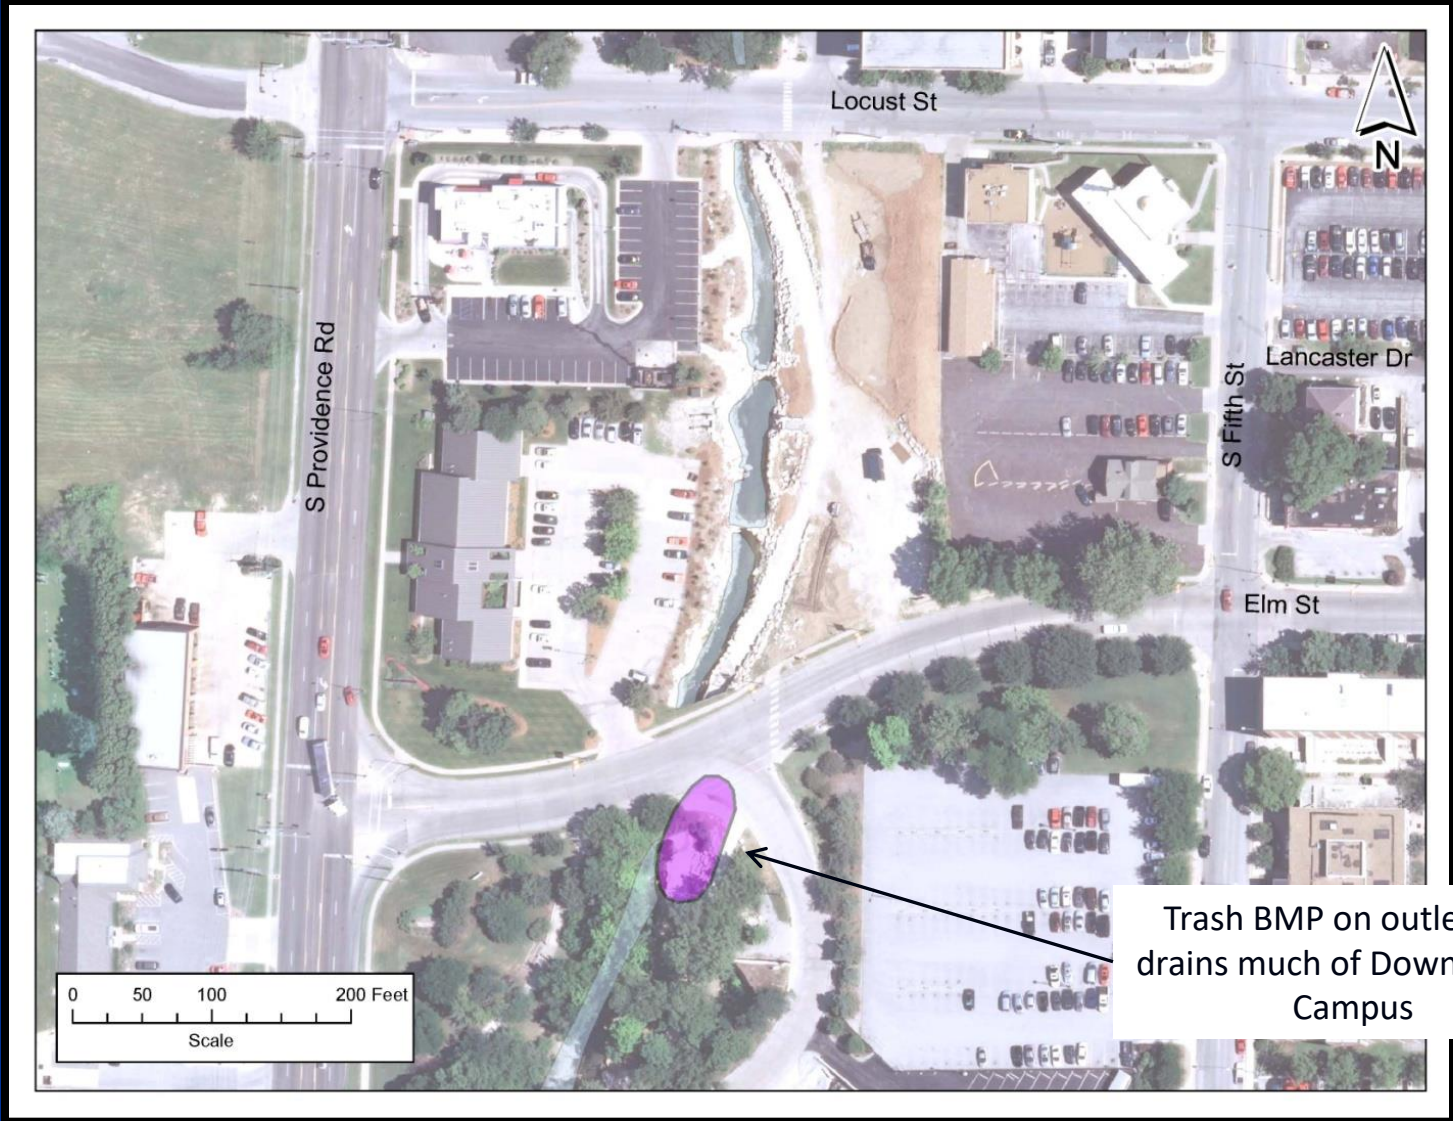 Locust St
N
Lancaster Dr
S Providence Rd
S Fifth St
Elm St
Trash BMP on outle
drains much of Down
Campus
0 50 100 200 Feet
Scale